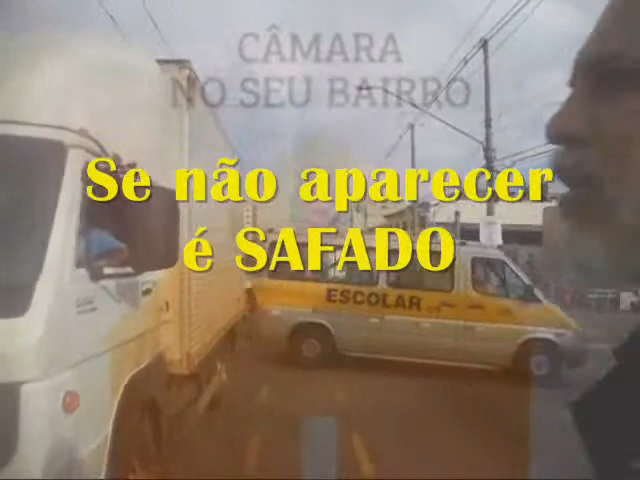 CÂMARA
NO SEU BAIRRO
Se não aparecer
é SAFADO
ESCOLAR